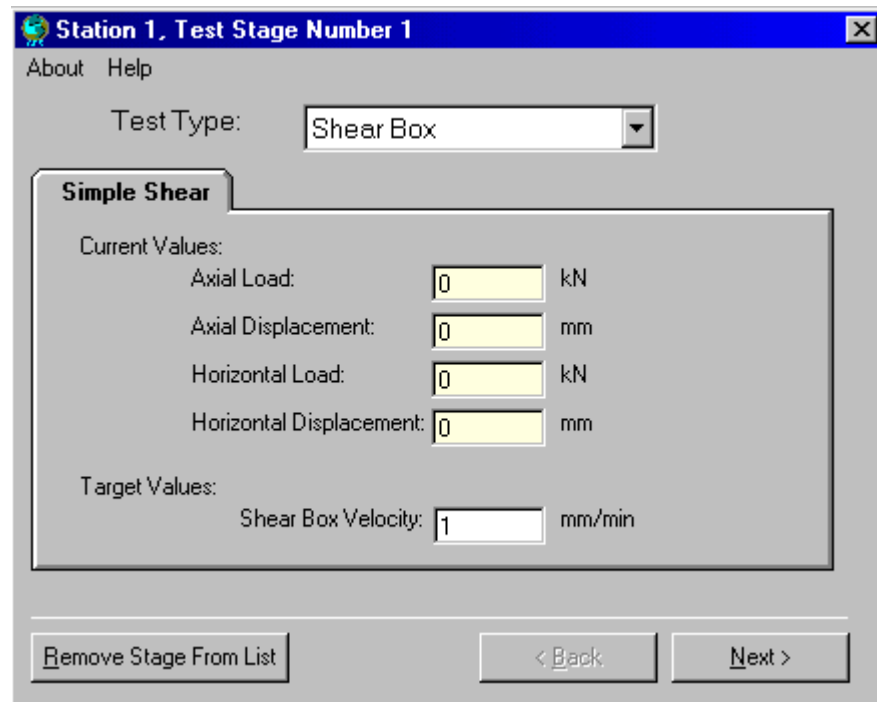 Station 1, Test Stage Number 1
About Help
Test Type: Shear Box
Simple Shear
Current Values:
Axial Load: 0 kN
Axial Displacement: 0 mm
Horizontal Load: 0 kN
Horizontal Displacement: 0 mm
Target Values:
Shear Box Velocity: 1 mm/min
Remove Stage From List < Back Next >